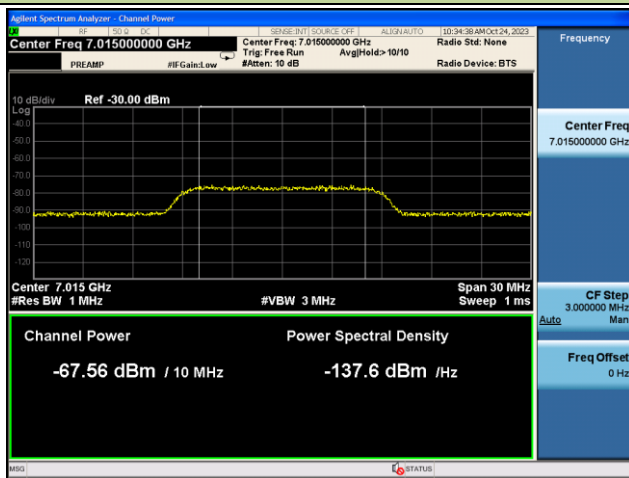 Agilent Spectrum Analyzer - Channel Power
RF 50 Ω DC SENSE:INT SOURCE OFF ALIGN AUTO 10:34:38 AM Oct 24, 2023
Center Freq 7.015000000 GHz
Center Freq: 7.015000000 GHz
Radio Std: None
Trig: Free Run Avg|Hold:> 10/10
PREAMP #IFGain:Low #Atten: 10 dB Radio Device: BTS
10 dB/div Ref -30.00 dBm
Log
-40.0
-50.0
-60.0
-70.0
-80.0
-90.0
-100
-110
-120
Center 7.015 GHz Span 30 MHz
#Res BW 1 MHz #VBW 3 MHz Sweep 1 ms
Channel Power Power Spectral Density
-67.56 dBm / 10 MHz -137.6 dBm /Hz
MSG STATUS
Frequency
Center Freq
7.015000000 GHz
CF Step
3.000000 MHz
Auto Man
Freq Offset
0 Hz